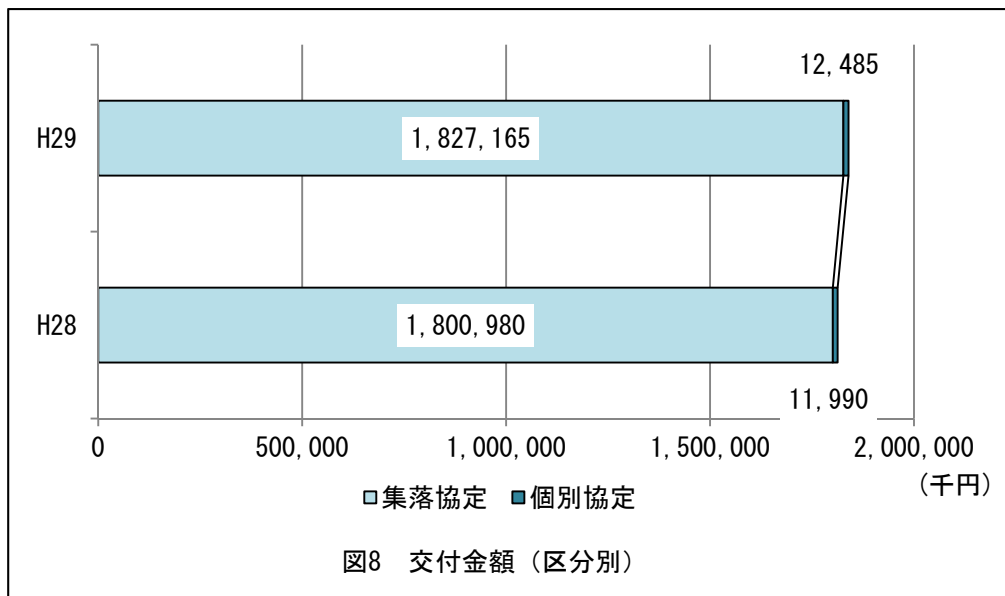 12,485
H29
1,827,165
H28
1,800,980
11,990
0 500,000 1,000,000 1,500,000 2,000,000
(千円)
集落協定 個別協定
図8 交付金額（区分別）